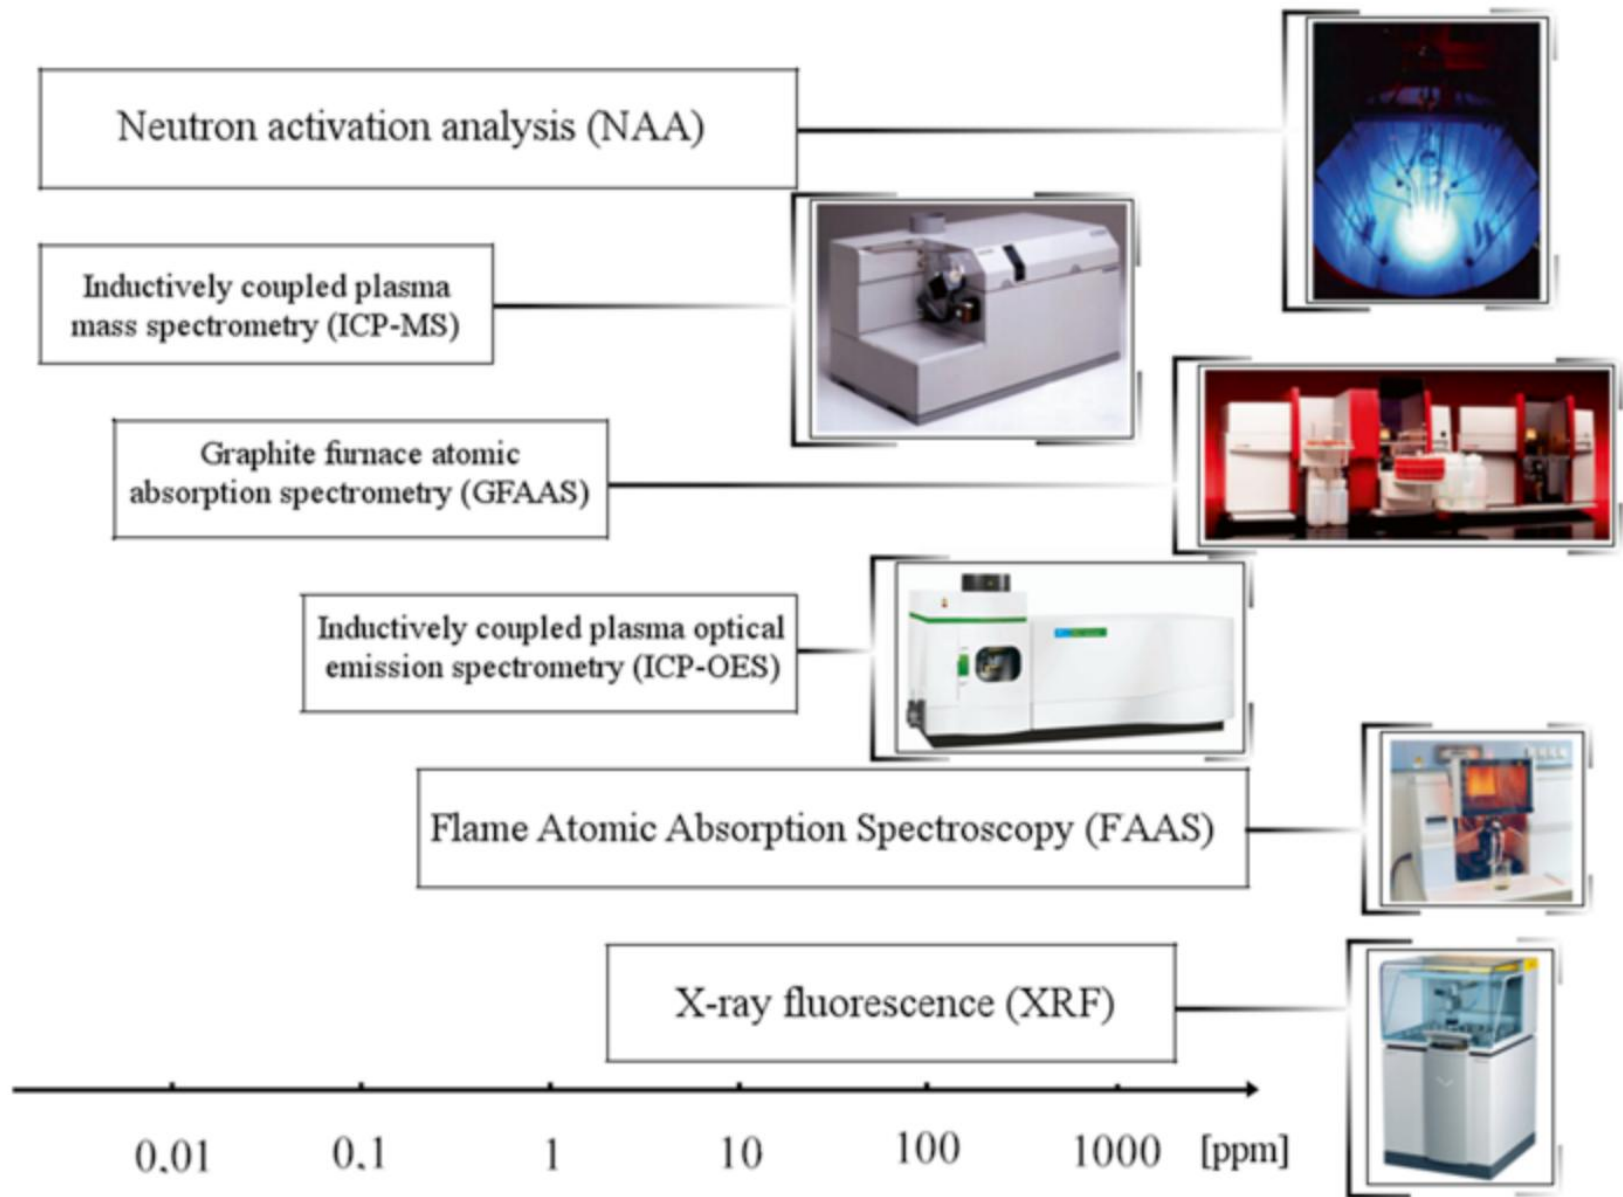 Neutron activation analysis (NAA)
Inductively coupled plasma
mass spectrometry (ICP-MS)
Graphite furnace atomic
absorption spectrometry (GFAAS)
Inductively coupled plasma optical
emission spectrometry (ICP-OES)
Flame Atomic Absorption Spectroscopy (FAAS)
X-ray fluorescence (XRF)
0,01 0,1 1 10 100 1000 [ppm]